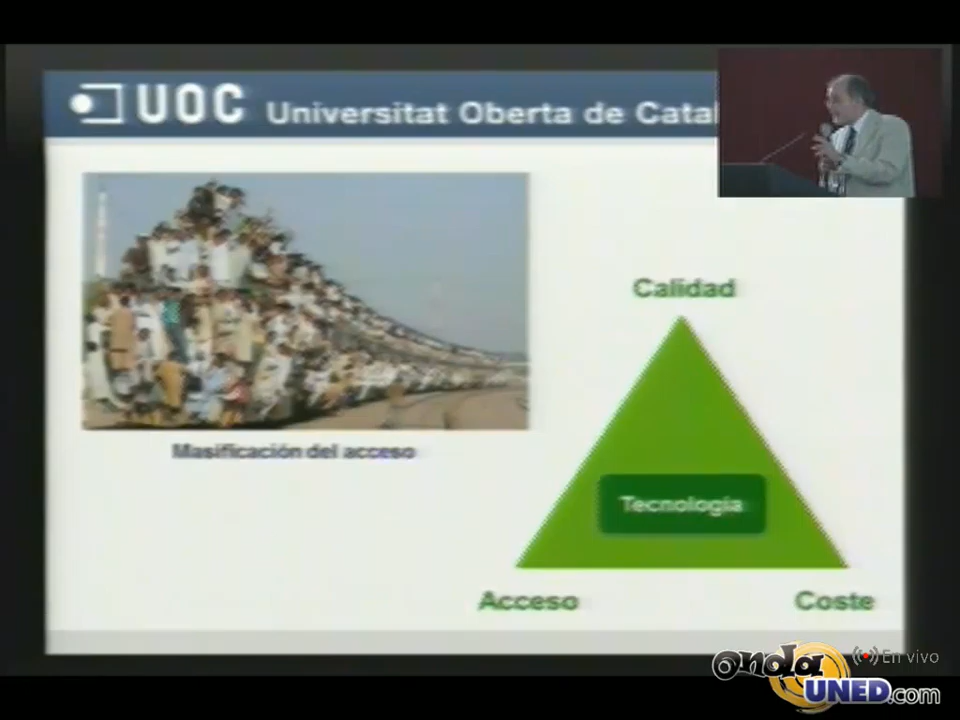 UOC Universitat Oberta de Catal
Calidad
Masificación del acceso
Tecnología
Acceso
Coste
En vivo
onda
UNED.com